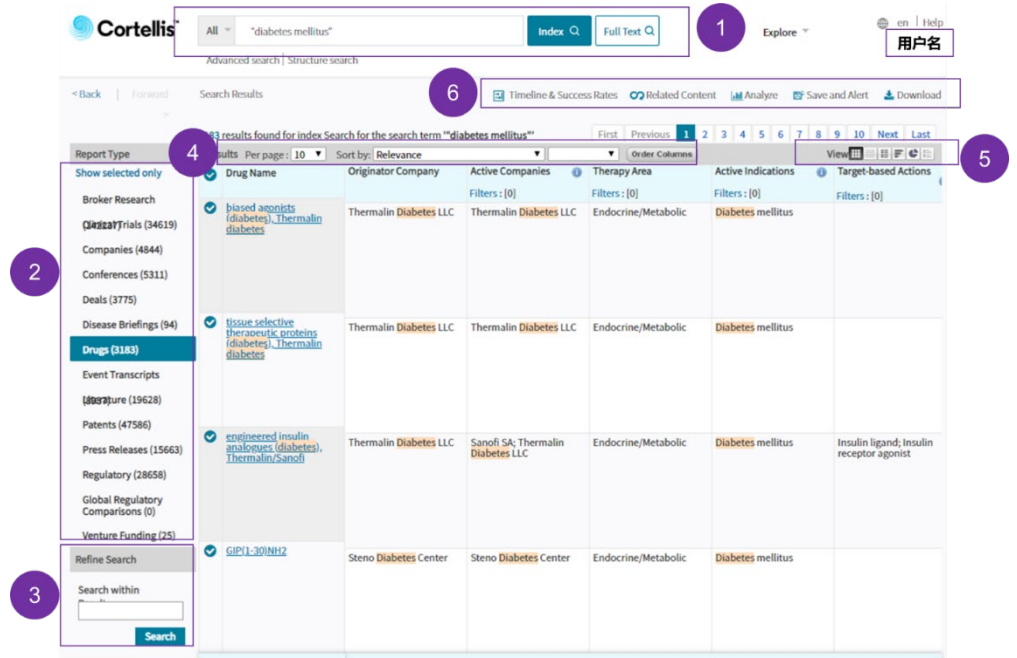 Cortellis™
All "diabetes mellitus" Index Full Text
1
Explore
en | Help
用户名
Advanced search | Structure search
<Back | Forward
Search Results
6
Timeline & Success Rates Related Content Analyze Save and Alert Download
results found for index Search for the search term "'diabetes mellitus"'
First Previous 1 2 3 4 5 6 7 8 9 10 Next Last
Report Type
4
Per page: 10 Sort by: Relevance Order Columns
View
5
2
Show selected only
Broker Research
Trials (34619)
Companies (4844)
Conferences (5311)
Deals (3775)
Disease Briefings (94)
Drugs (3183)
Event Transcripts
(19628)
Patents (47586)
Press Releases (15663)
Regulatory (28658)
Global Regulatory
Comparisons (0)
Venture Funding (25)
Refine Search
3
Search within
Search
Drug Name Originator Company Active Companies Therapy Area Active Indications Target-based Actions
Filters : [0] Filters : [0] Filters : [0] Filters : [0]
biased agonists
(diabetes), Thermalin
diabetes
Thermalin Diabetes LLC Thermalin Diabetes LLC Endocrine/Metabolic Diabetes mellitus
tissue selective
therapeutic proteins
(diabetes), Thermalin
diabetes
Thermalin Diabetes LLC Thermalin Diabetes LLC Endocrine/Metabolic Diabetes mellitus
engineered insulin
analogues (diabetes),
Thermalin/Sanofi
Thermalin Diabetes LLC
Sanofi SA; Thermalin
Diabetes LLC
Endocrine/Metabolic
Diabetes mellitus
Insulin ligand; Insulin
receptor agonist
GIP(1-30)NH2
Steno Diabetes Center Steno Diabetes Center Endocrine/Metabolic Diabetes mellitus